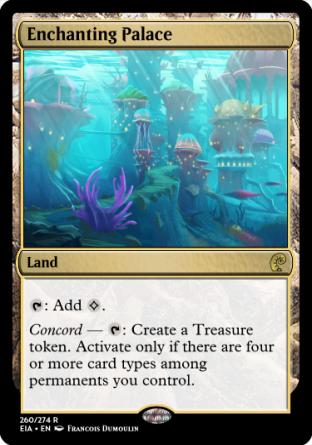 Enchanting Palace
Land
: Add .
Concord — : Create a Treasure
token. Activate only if there are four
or more card types among
permanents you control.
260/274 R
EIA • EN FRANCOIS DUMOULIN